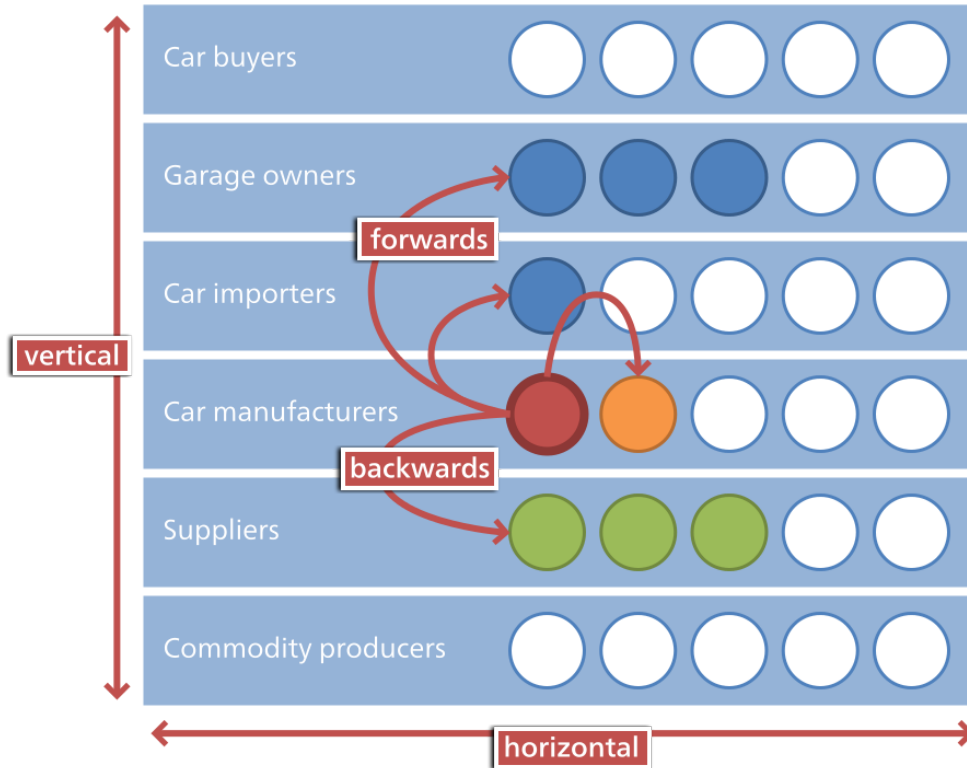 Car buyers
Garage owners
forwards
Car importers
vertical
Car manufacturers
backwards
Suppliers
Commodity producers
horizontal